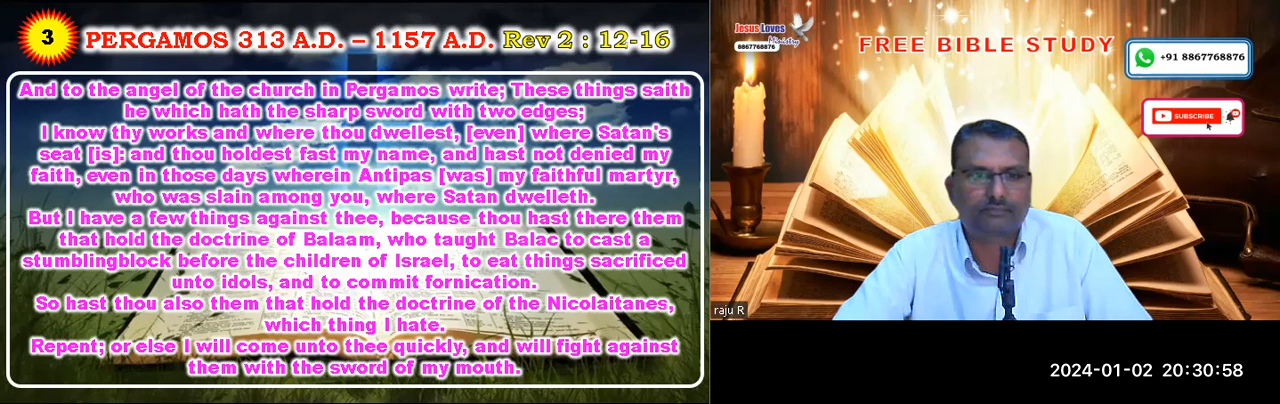 3
PERGAMOS 313 A.D. – 1157 A.D. Rev 2 : 12-16
And to the angel of the church in Pergamos write; These things saith
he which hath the sharp sword with two edges;
I know thy works and where thou dwellest, [even] where Satan's
seat [is]: and thou holdest fast my name, and hast not denied my
faith, even in those days wherein Antipas [was] my faithful martyr,
who was slain among you, where Satan dwelleth.
But I have a few things against thee, because thou hast there them
that hold the doctrine of Balaam, who taught Balac to cast a
stumblingblock before the children of Israel, to eat things sacrificed
unto idols, and to commit fornication.
So hast thou also them that hold the doctrine of the Nicolaitanes,
which thing I hate.
Repent; or else I will come unto thee quickly, and will fight against
them with the sword of my mouth.
Jesus Loves
Ministry
8867768876
FREE BIBLE STUDY
+91 8867768876
SUBSCRIBE
raju R
2024-01-02 20:30:58